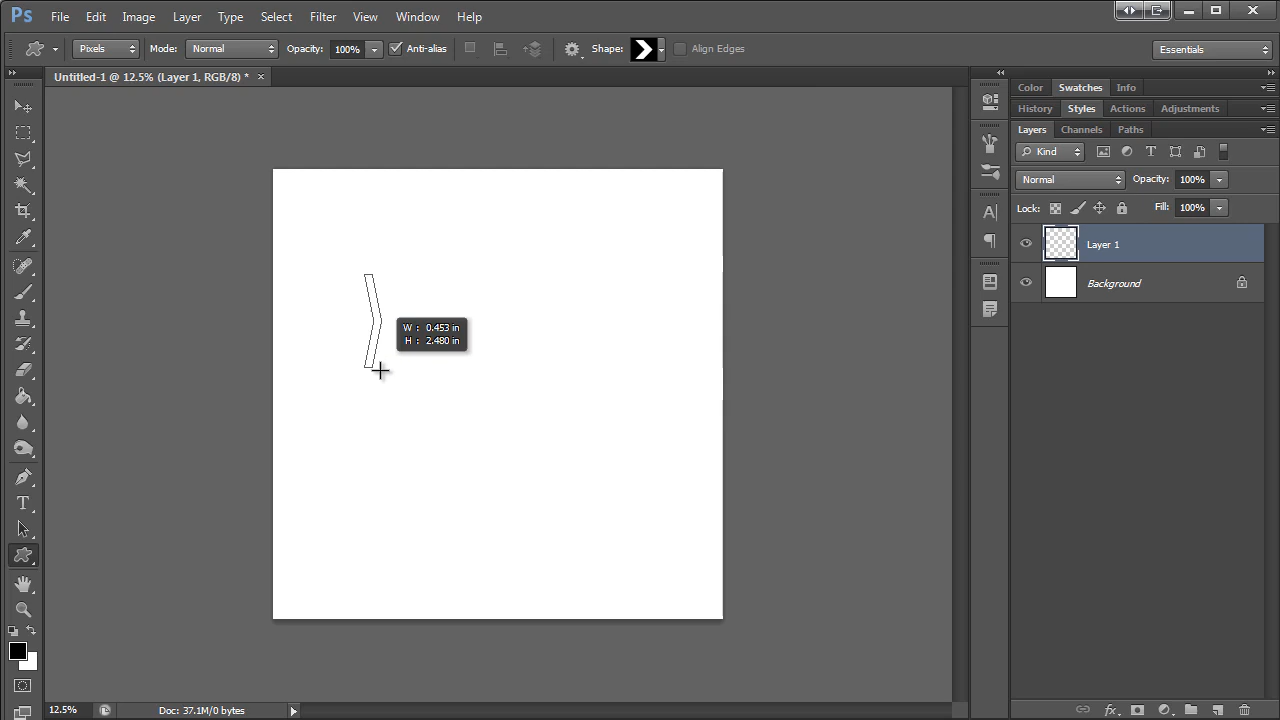 Ps File Edit Image Layer Type Select Filter View Window Help
Pixels Mode: Normal Opacity: 100% Anti-alias Shape: Align Edges Essentials
Untitled-1 @ 12.5% (Layer 1, RGB/8) * ×
Color Swatches Info
History Styles Actions Adjustments
Layers Channels Paths
Kind T
Normal Opacity: 100%
Lock: Fill: 100%
Layer 1
Background
W : 0.453 in
H : 2.480 in
A
T
12.5% Doc: 37.1M/0 bytes
fx